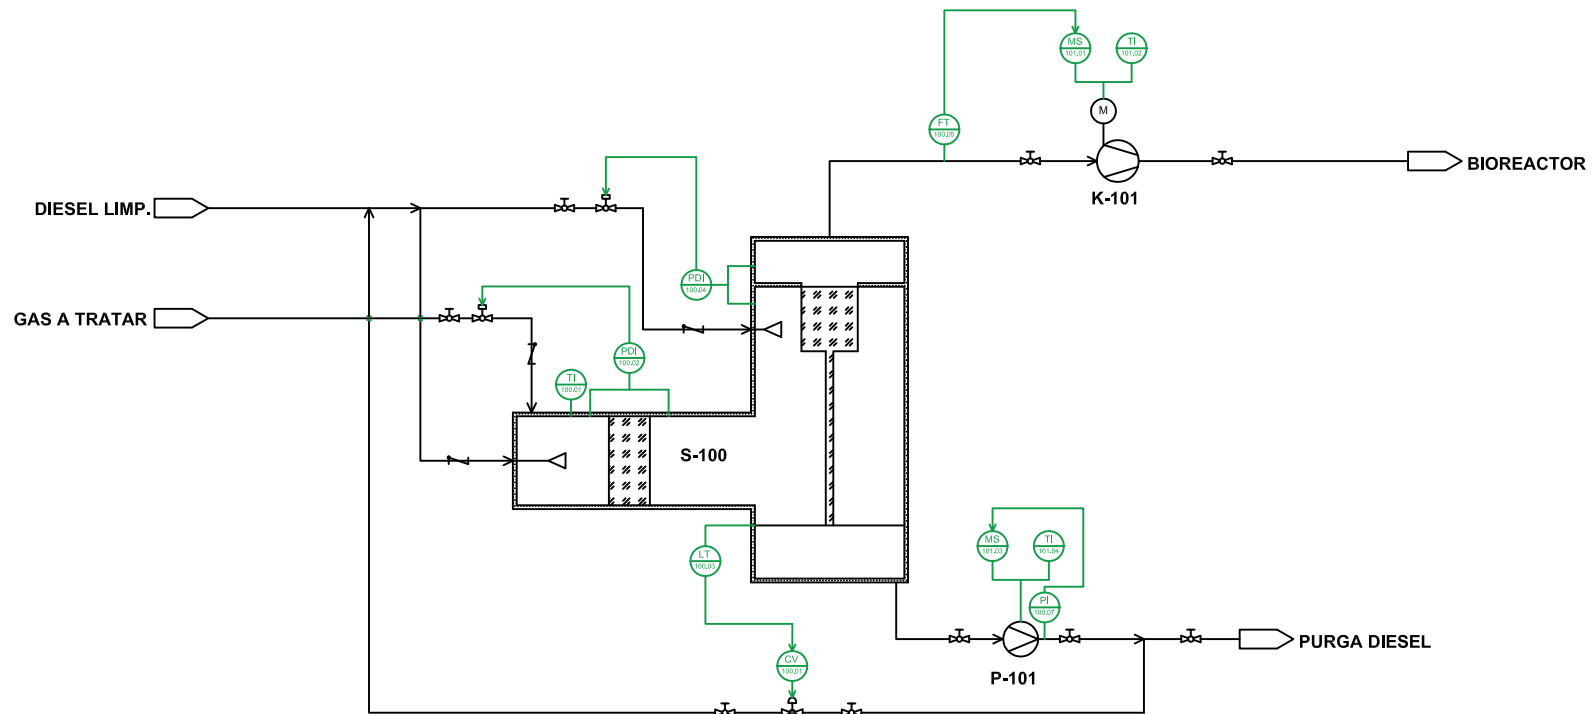 MS
101.01
TI
101.02
M
FT
100.05
BIOREACTOR
K-101
DIESEL LIMP.
PDI
100.04
GAS A TRATAR
PDI
100.02
TI
100.01
S-100
MS
101.03
TI
101.04
LT
100.03
PI
100.07
PURGA DIESEL
CV
100.01
P-101